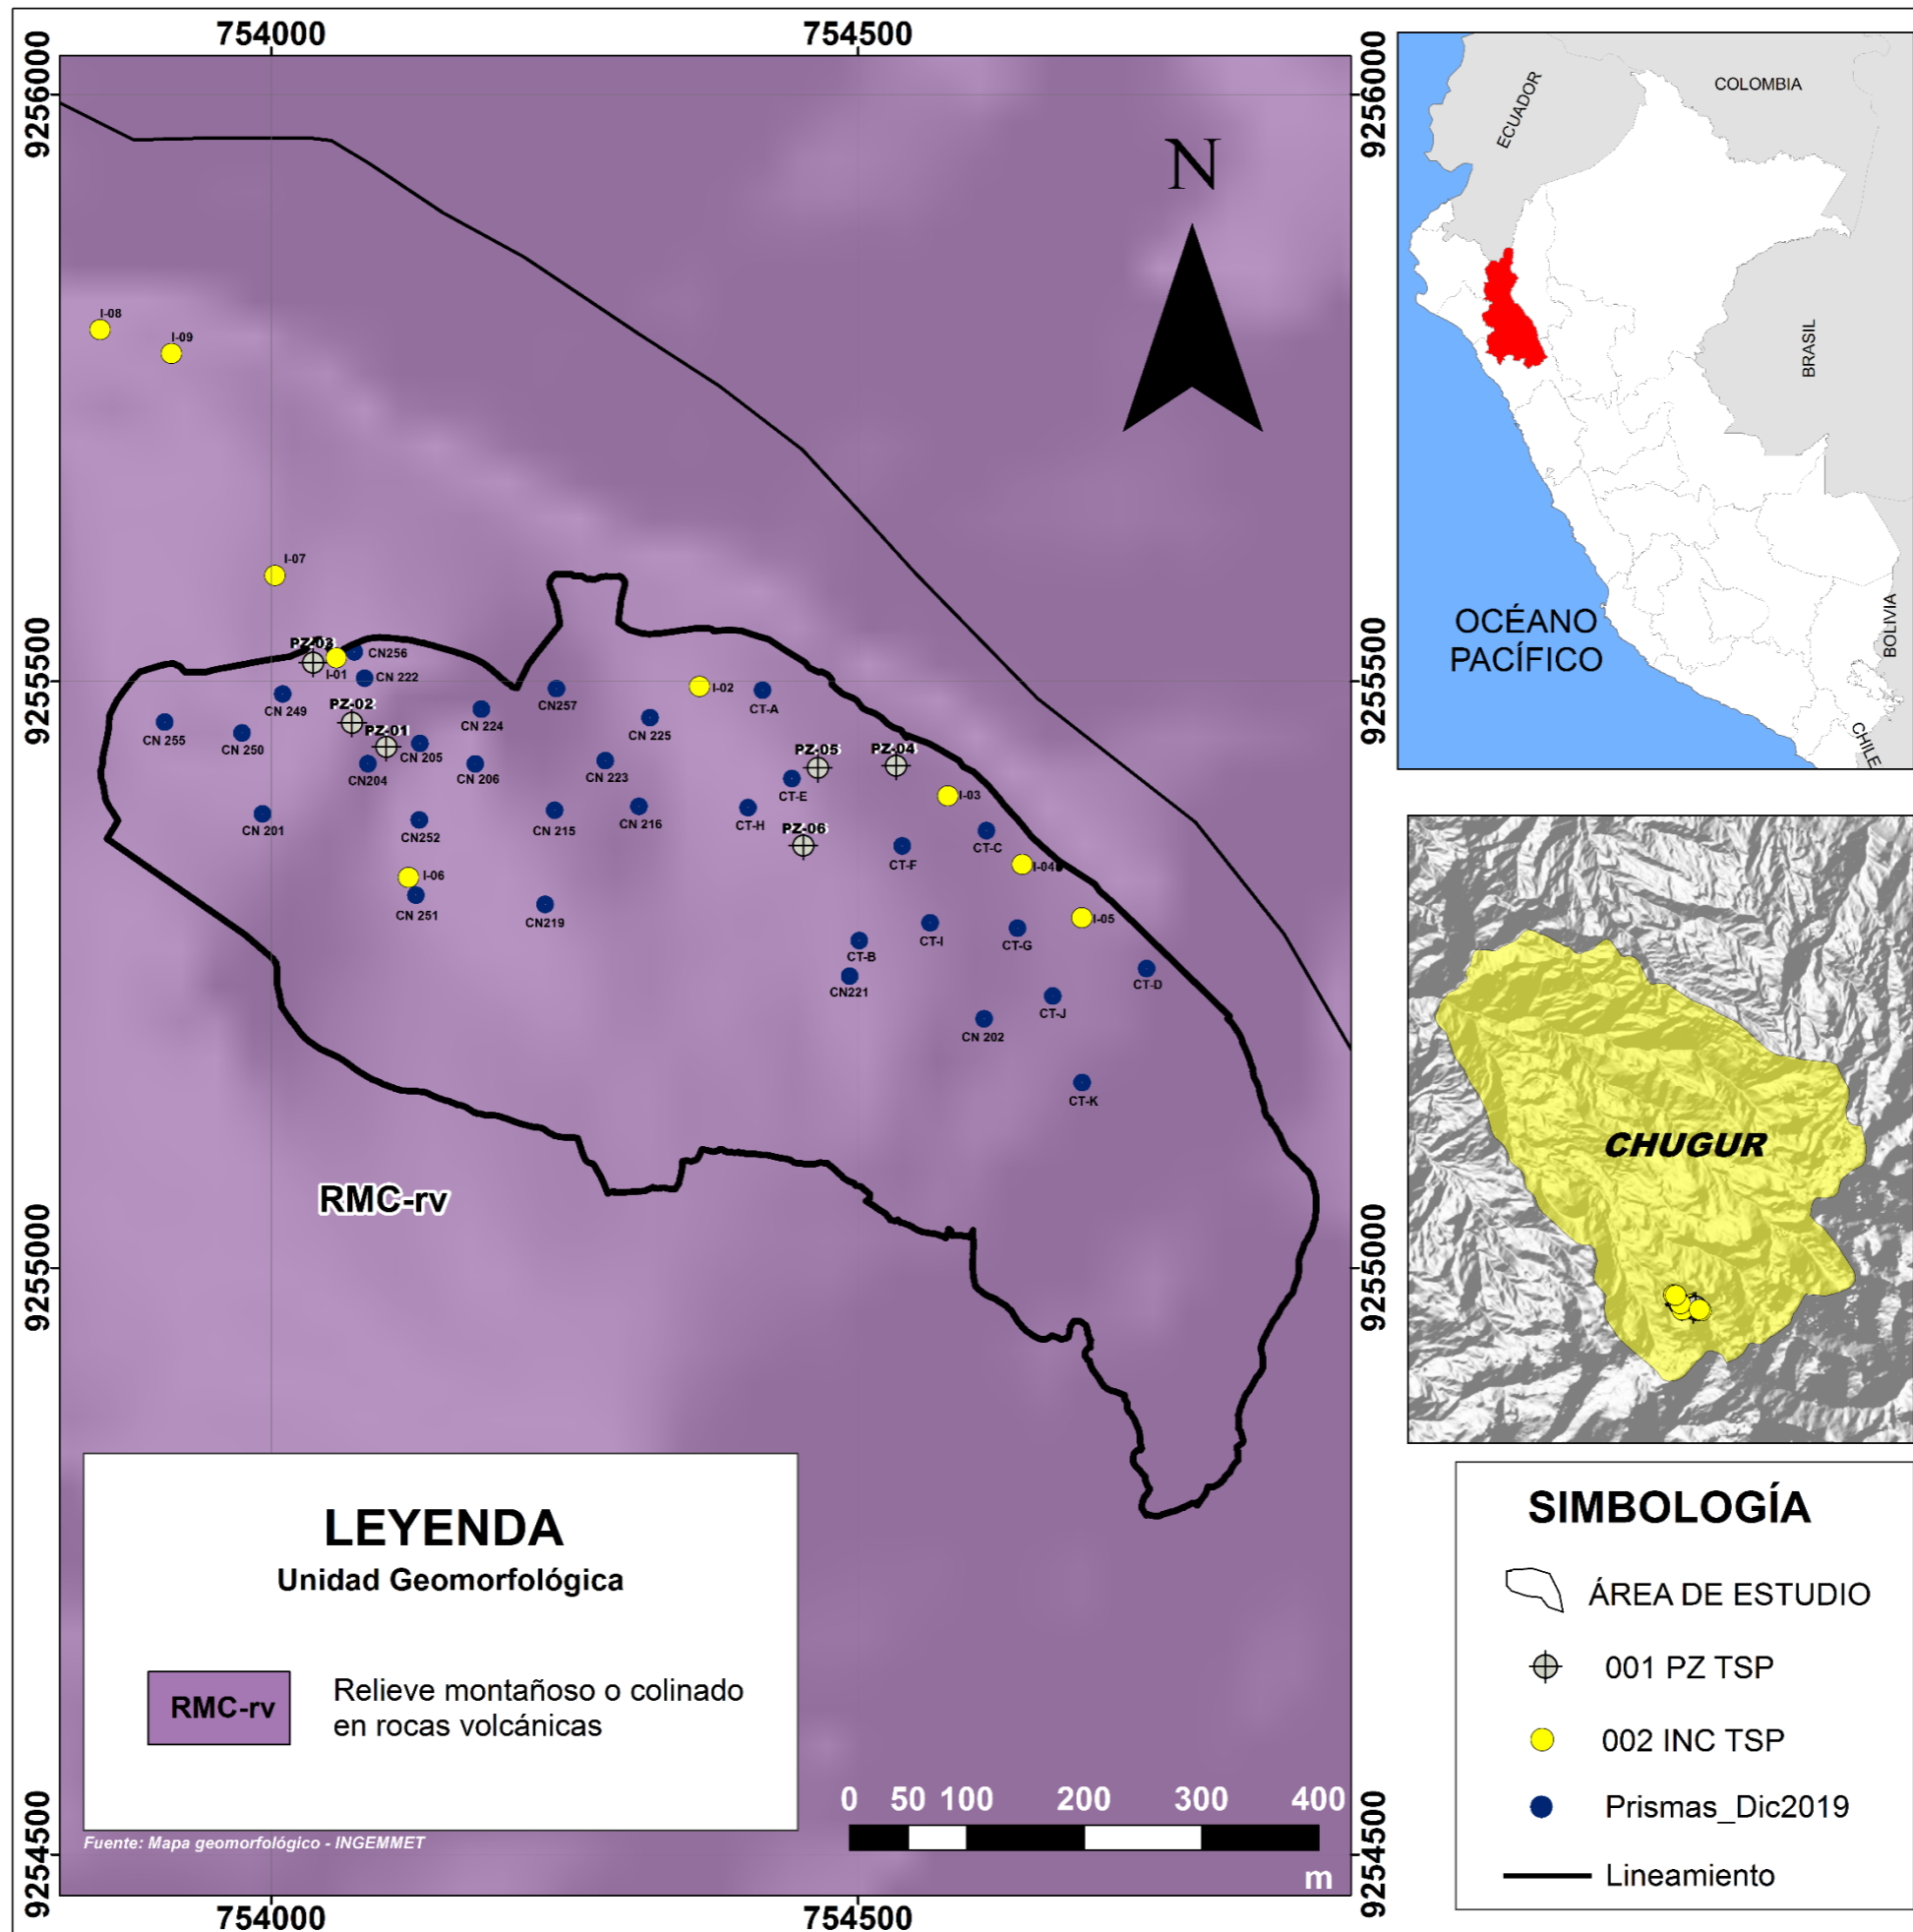 754000
754500
9256000
9256000
N
I-08
I-09
I-07
9255500
9255500
PZ-03
I-01
CN256
CN 222
CN 249
PZ-02
PZ-01
CN 255
CN 250
CN204
CN 205
CN 224
CN 206
CN257
CN 225
CN 223
I-02
CT-A
PZ-05
PZ-04
CT-E
I-03
CN 201
CN252
CN 215
CN 216
CT-H
PZ-06
CT-F
CT-C
I-04
I-06
CN 251
CN219
I-05
CT-I
CT-G
CT-B
CN221
CT-D
CT-J
CN 202
CT-K
RMC-rv
9255000
9255000
LEYENDA
Unidad Geomorfológica
RMC-rv
Relieve montañoso o colinado
en rocas volcánicas
Fuente: Mapa geomorfológico - INGEMMET
0 50 100 200 300 400
m
9254500
9254500
754000
754500
ECUADOR
COLOMBIA
BRASIL
BOLIVIA
CHILE
OCÉANO
PACÍFICO
CHUGUR
SIMBOLOGÍA
ÁREA DE ESTUDIO
001 PZ TSP
002 INC TSP
Prismas_Dic2019
Lineamiento